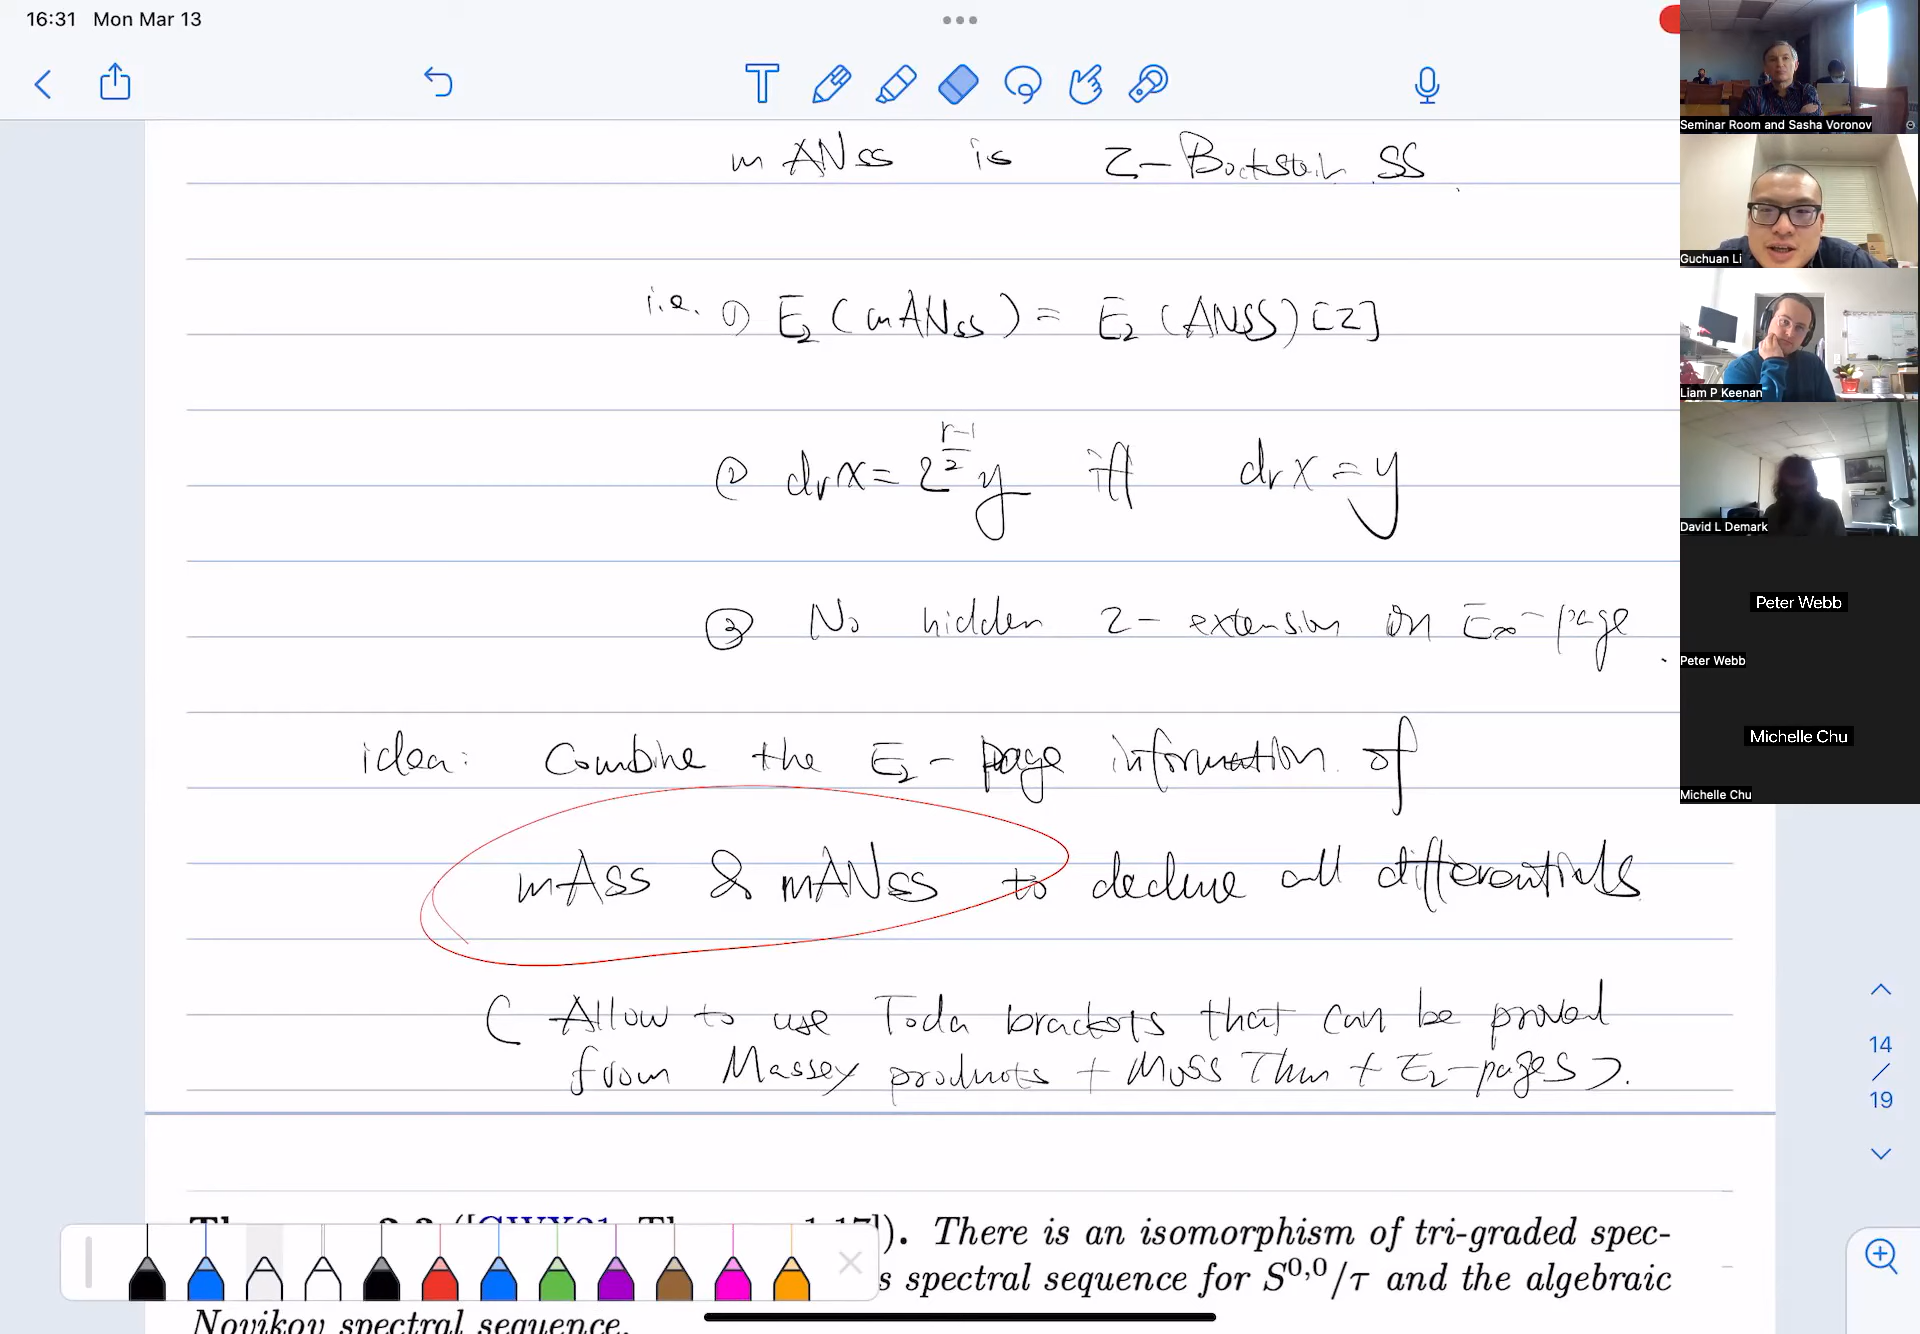 16:31 Mon Mar 13
m ANss is τ-Bockstein SS.
i.e. ① E₂ (mANss) = E₂ (ANSS) [τ]
② drx = τ^{\frac{r-1}{2}} y iff drx = y
③ No hidden τ-extension on E∞-page.
idea: Combine the E₂-page information of
mAss & mANss to deduce all differentials
( Allow to use Toda brackets that can be proved
from Massey products + Moss Thm + E₂-pages).
]). There is an isomorphism of tri-graded spec-
s spectral sequence for S^{0,0}/τ and the algebraic
Novikov spectral sequence.
14
/
19
Seminar Room and Sasha Voronov
Guchuan Li
Liam P Keenan
David L Demark
Peter Webb
Peter Webb
Michelle Chu
Michelle Chu